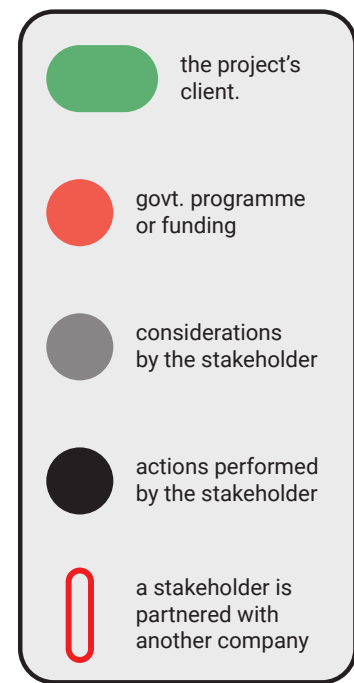 the project’s
client.
govt. programme
or funding
considerations
by the stakeholder
actions performed
by the stakeholder
a stakeholder is
partnered with
another company